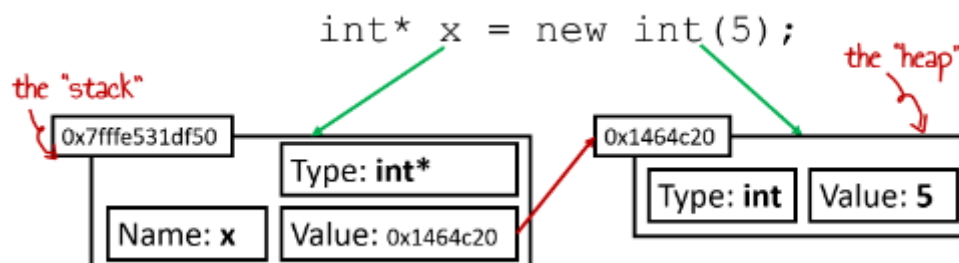 int* x = new int(5);
the "stack"
the "heap"
0x7fffe531df50
0x1464c20
Type: int*
Type: int
Value: 5
Name: x
Value: 0x1464c20